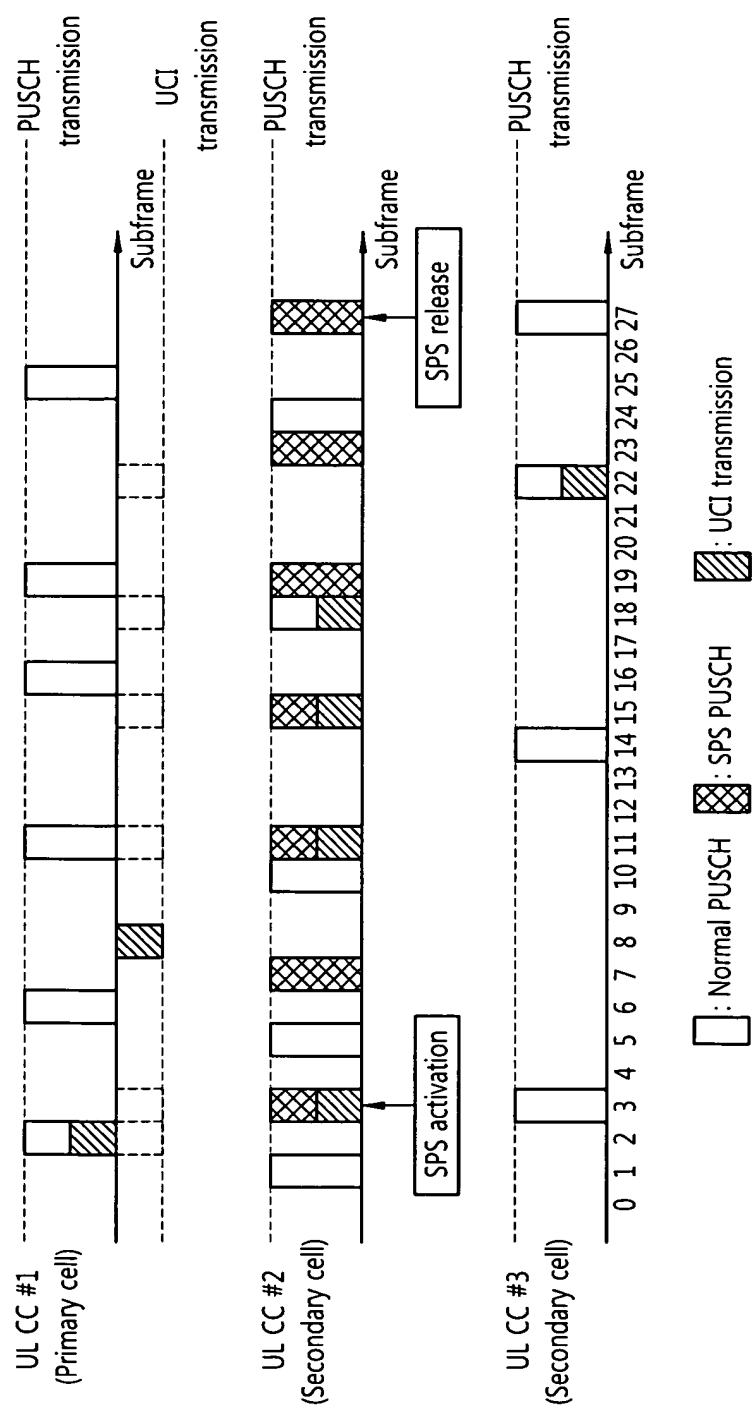 UL CC #1
(Primary cell)
PUSCH
transmission
Subframe
UCI
transmission
UL CC #2
(Secondary cell)
PUSCH
transmission
Subframe
SPS activation
SPS release
UL CC #3
(Secondary cell)
PUSCH
transmission
Subframe
0 1 2 3 4 5 6 7 8 9 10 11 12 13 14 15 16 17 18 19 20 21 22 23 24 25 26 27
: Normal PUSCH
: SPS PUSCH
: UCI transmission